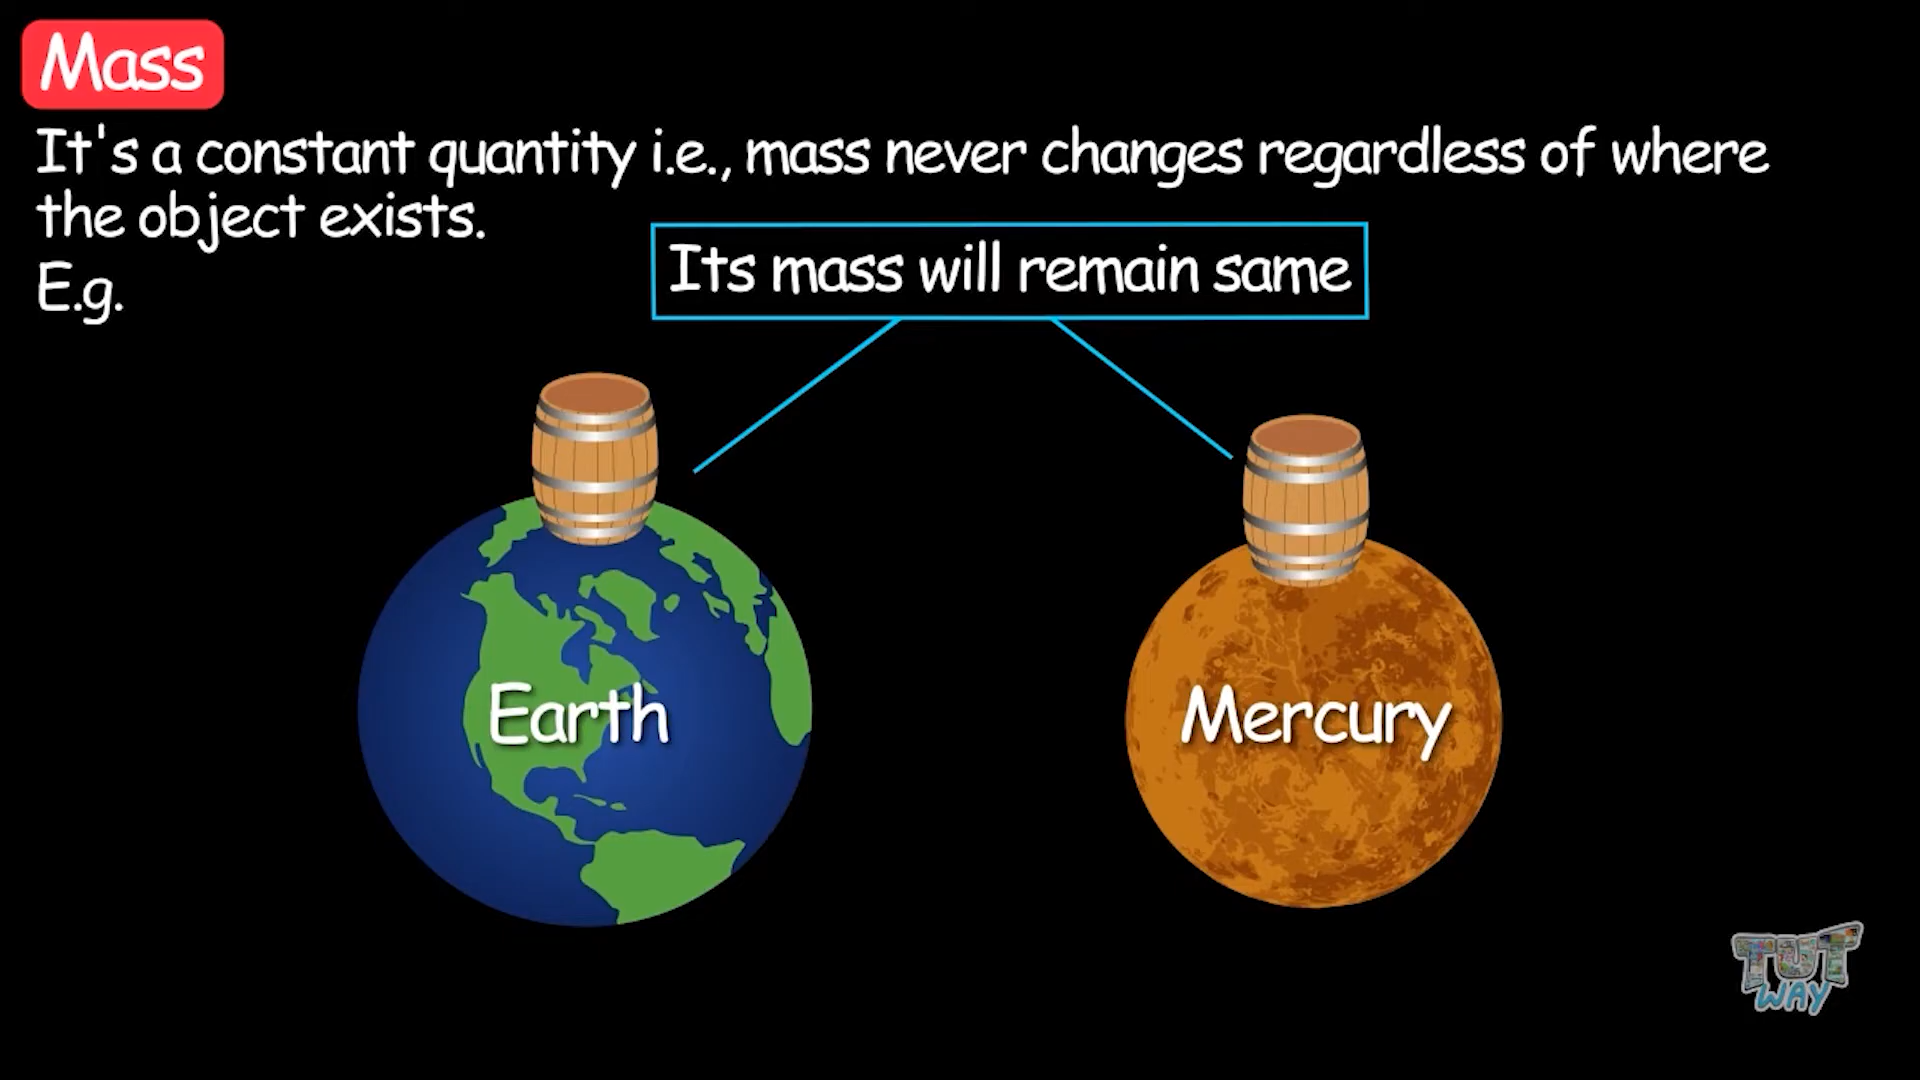 Mass
It's a constant quantity i.e., mass never changes regardless of where
the object exists.
E.g.
Its mass will remain same
Earth
Mercury
TUT
WAY